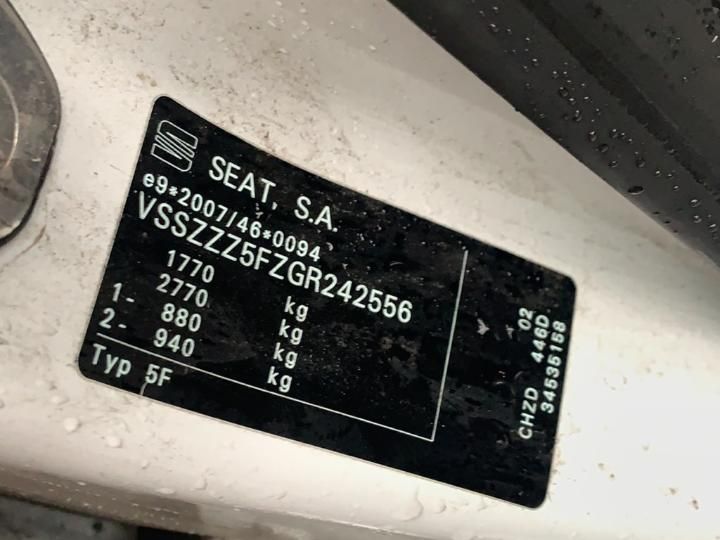 SEAT, S.A.
e9*2007/46*0094
VSSZZZ5FZGR242556
1770 kg
2770 kg
1- 880 kg
2- 940 kg
Typ 5F
02
CHZD 446D
34535158